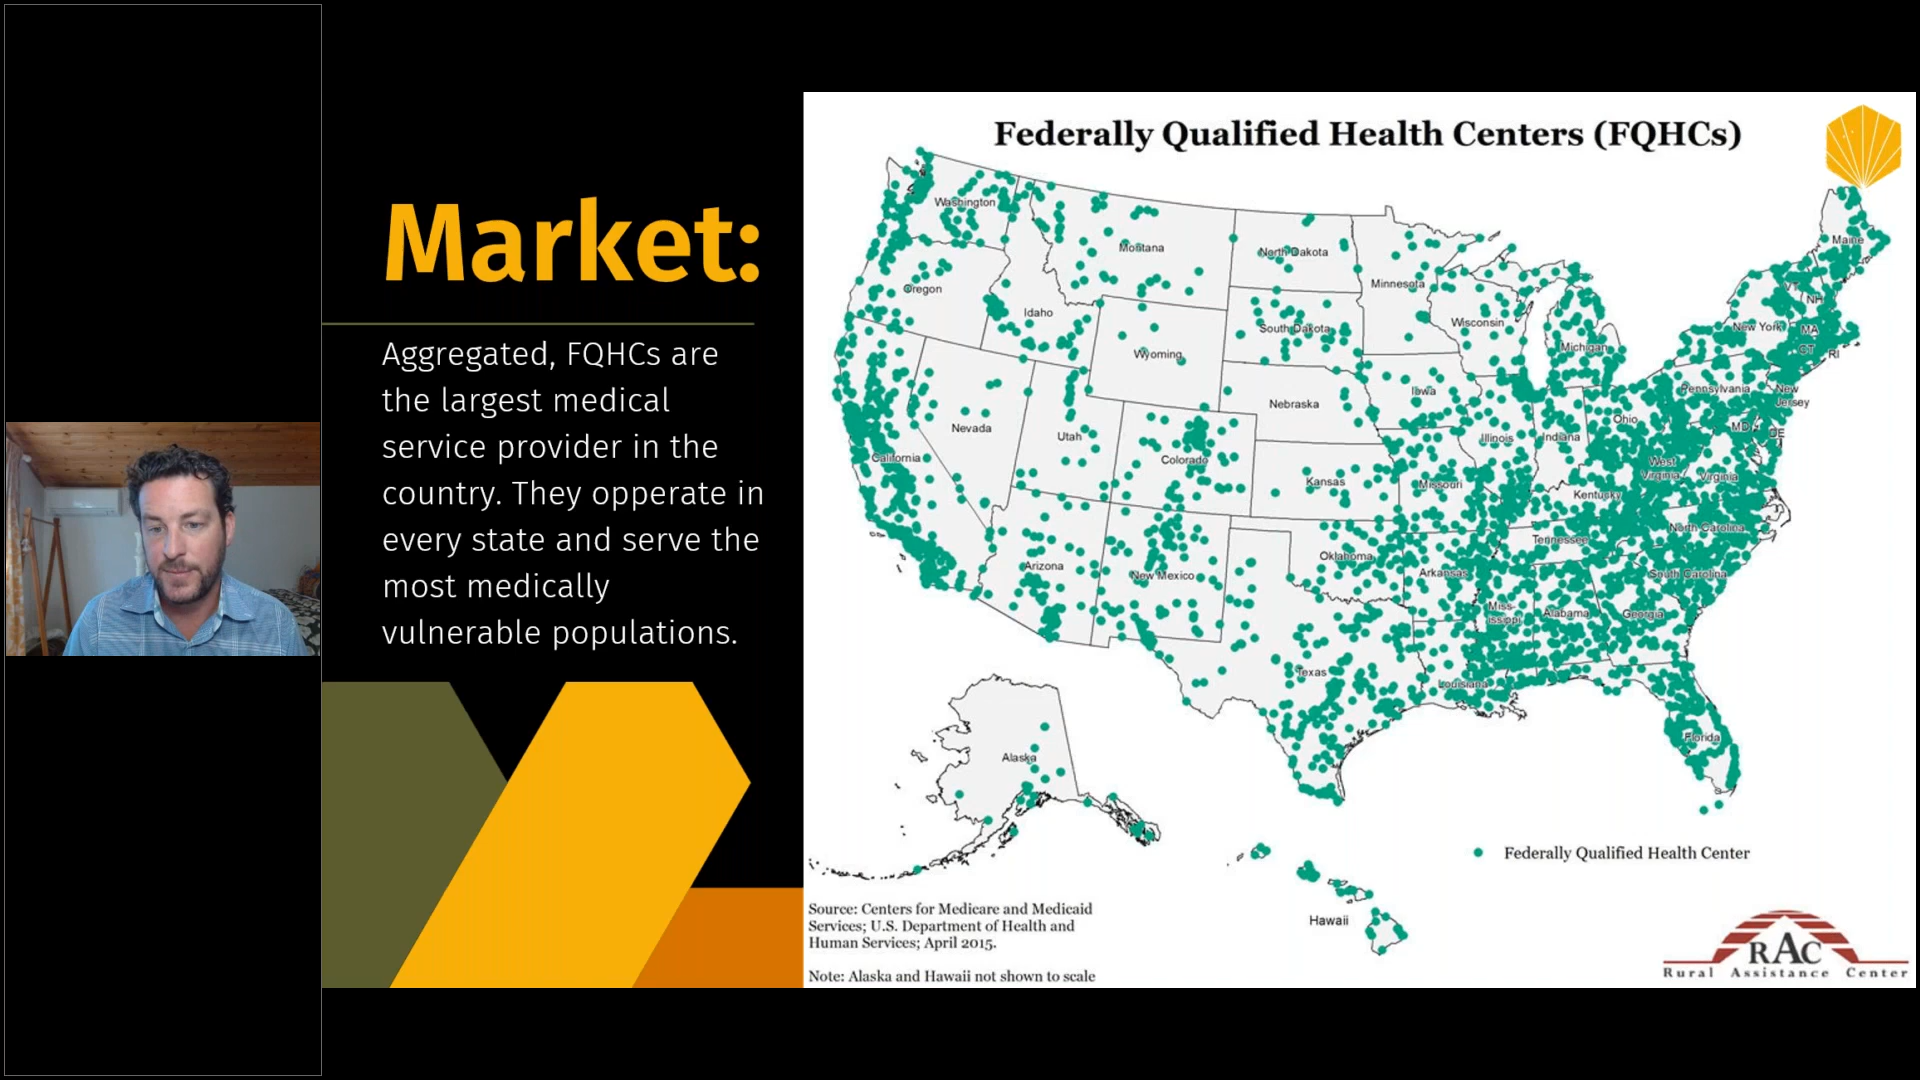 Market:
Aggregated, FQHCs are
the largest medical
service provider in the
country. They opperate in
every state and serve the
most medically
vulnerable populations.
Federally Qualified Health Centers (FQHCs)
Washington
Montana
North Dakota
Minnesota
Maine
Oregon
Idaho
South Dakota
Wisconsin
Michigan
VT
NH
New York
MA
CT
RI
Wyoming
Nebraska
Iowa
Pennsylvania
New
Jersey
Nevada
Utah
Colorado
Illinois
Indiana
Ohio
MD
DE
California
Kansas
Missouri
West
Virginia
Virginia
Kentucky
North Carolina
Tennessee
Arizona
New Mexico
Oklahoma
Arkansas
South Carolina
Miss-
issippi
Alabama
Georgia
Texas
Louisiana
Florida
Alaska
Hawaii
Federally Qualified Health Center
Source: Centers for Medicare and Medicaid
Services; U.S. Department of Health and
Human Services; April 2015.
Note: Alaska and Hawaii not shown to scale
RAC
Rural Assistance Center